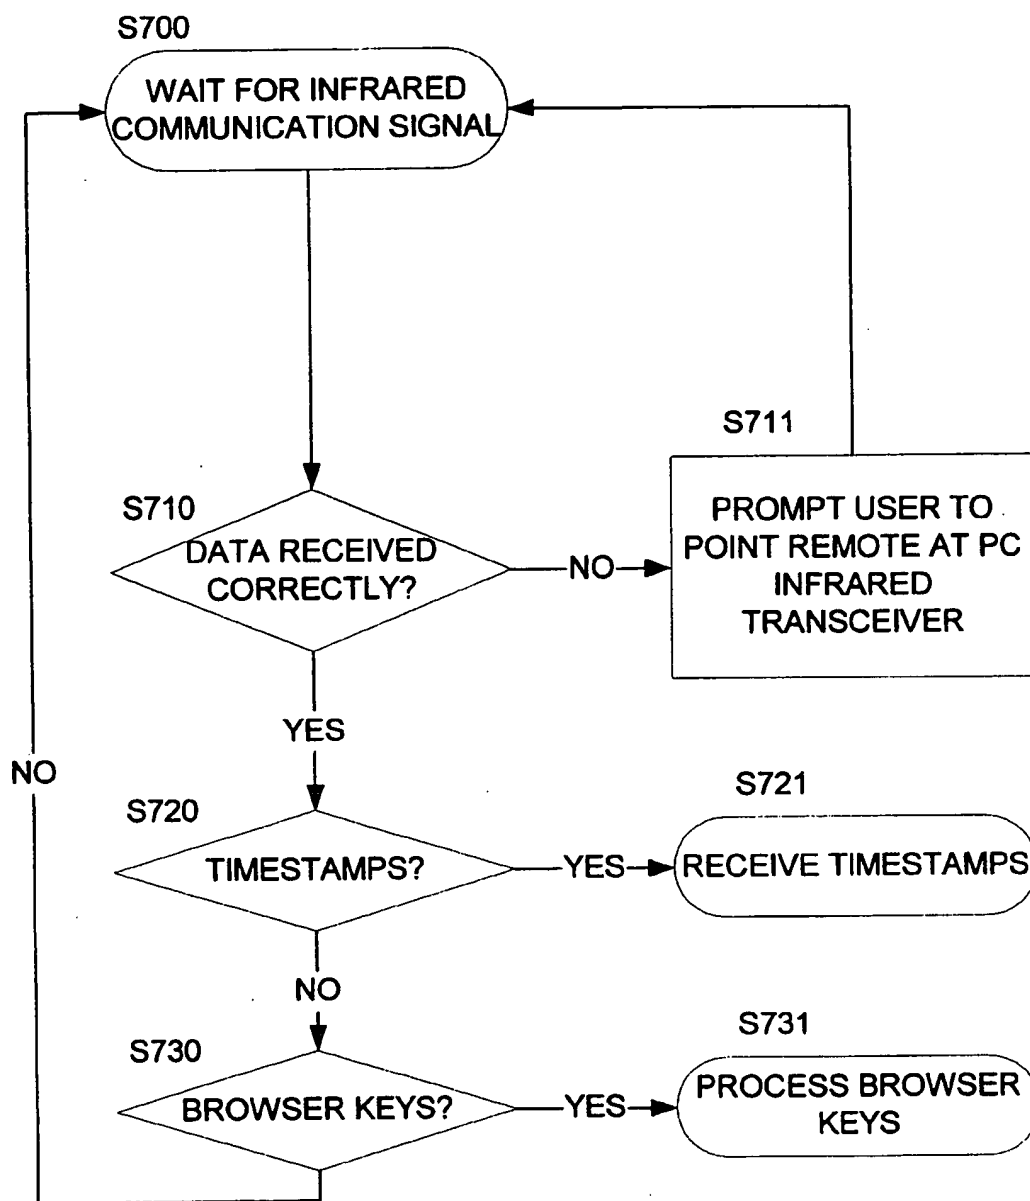 S700
WAIT FOR INFRARED
COMMUNICATION SIGNAL
S711
PROMPT USER TO
POINT REMOTE AT PC
INFRARED
TRANSCEIVER
S710
DATA RECEIVED
CORRECTLY?
NO
YES
NO
S720
TIMESTAMPS?
YES
S721
RECEIVE TIMESTAMPS
NO
S730
BROWSER KEYS?
YES
S731
PROCESS BROWSER
KEYS